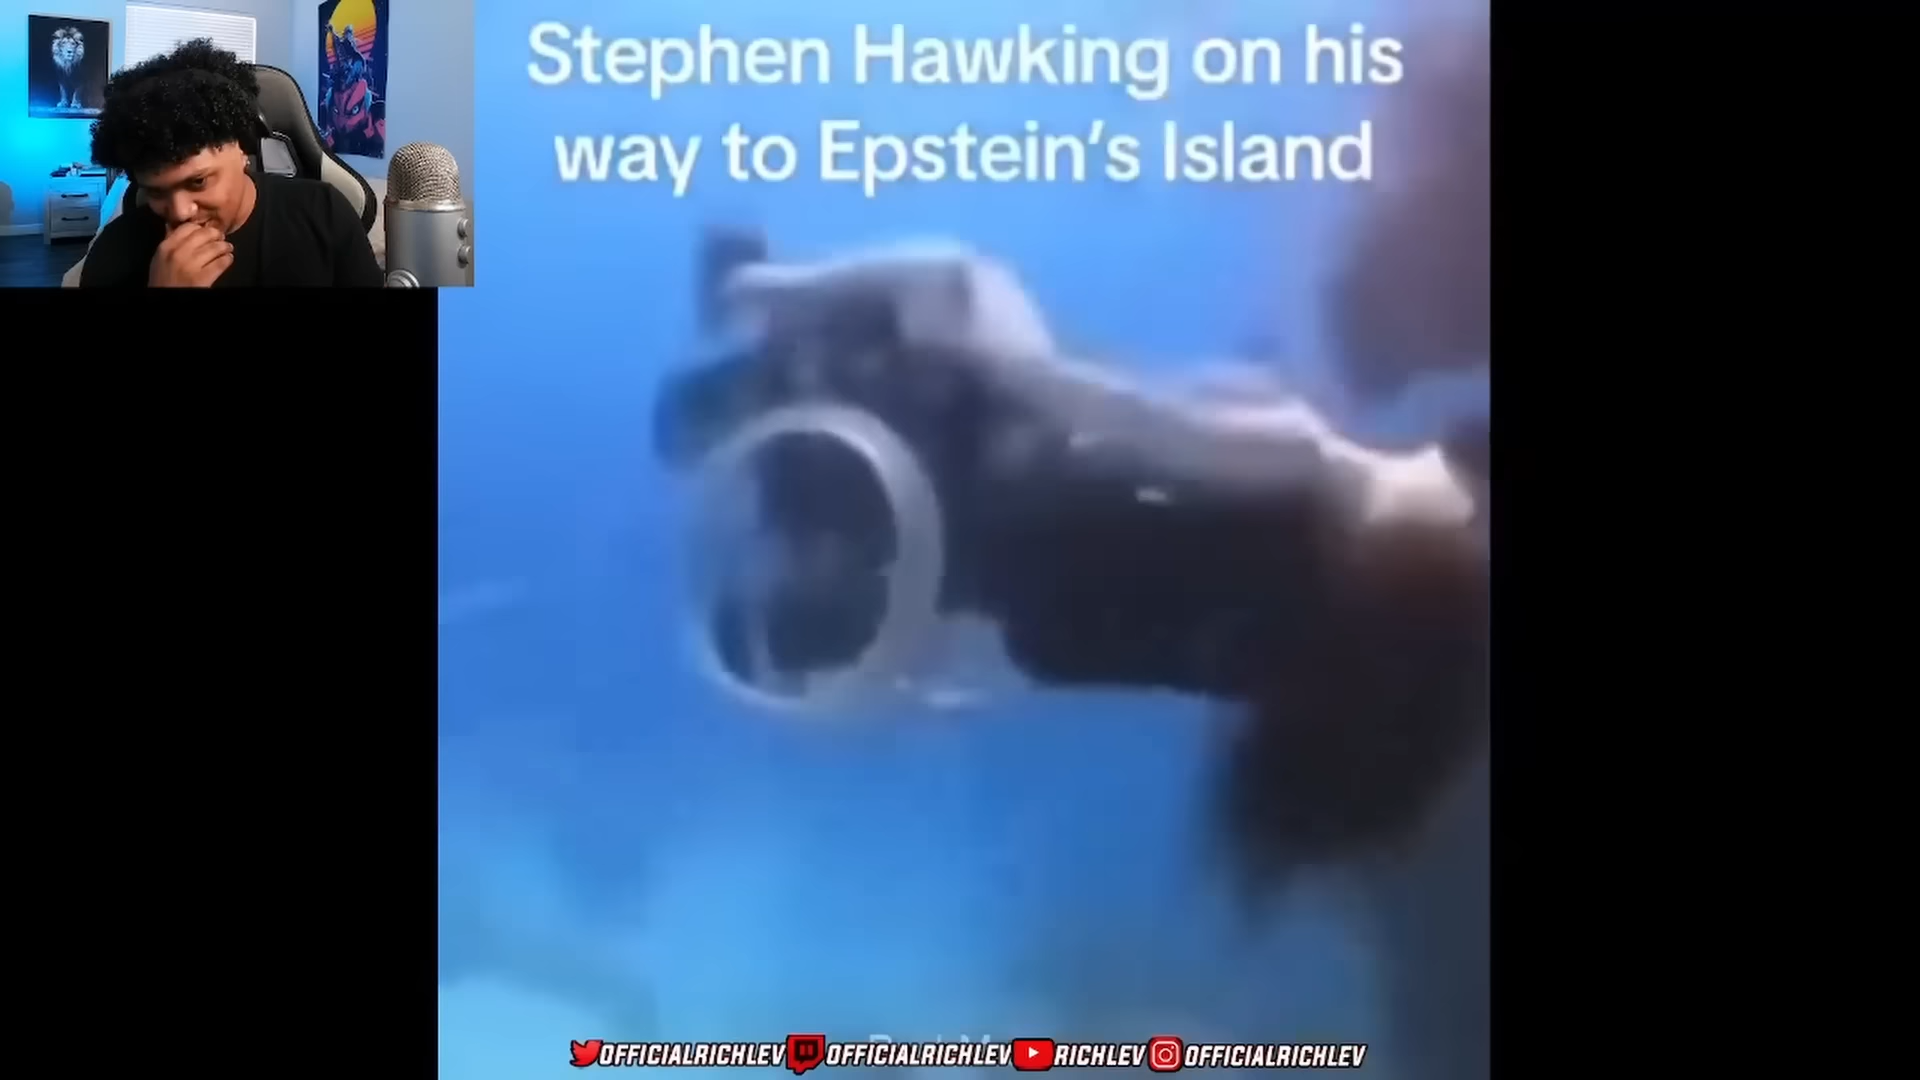 Stephen Hawking on his
way to Epstein's Island
OFFICIALRICHLEV OFFICIALRICHLEV RICHLEV OFFICIALRICHLEV